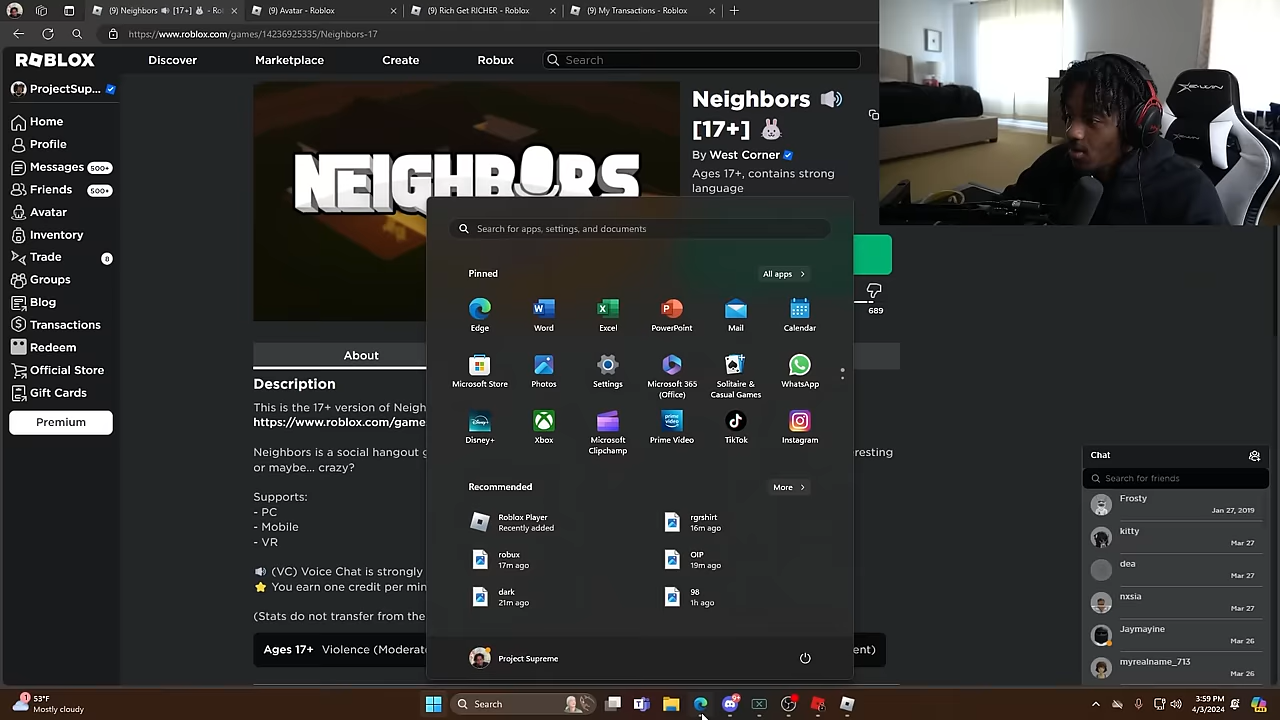 (9) Neighbors 🔊 [17+] 🐰 - Ro
(9) Avatar - Roblox
(9) Rich Get RICHER - Roblox
(9) My Transactions - Roblox
https://www.roblox.com/games/14236925335/Neighbors-17
ROBLOX
Discover
Marketplace
Create
Robux
Search
ProjectSup...
Home
Profile
Messages 500+
Friends 500+
Avatar
Inventory
Trade 8
Groups
Blog
Transactions
Redeem
Official Store
Gift Cards
Premium
NEIGHBORS
Neighbors 🔊
[17+] 🐰
By West Corner
Ages 17+, contains strong
language
689
About
Description
This is the 17+ version of Neigh
https://www.roblox.com/game
Neighbors is a social hangout g
eresting
or maybe... crazy?
Supports:
- PC
- Mobile
- VR
🔊 (VC) Voice Chat is strongly
⭐ You earn one credit per min
(Stats do not transfer from the
Ages 17+ Violence (Moderat
ent)
Search for apps, settings, and documents
Pinned
All apps
Edge
Word
Excel
PowerPoint
Mail
Calendar
Microsoft Store
Photos
Settings
Microsoft 365
(Office)
Solitaire &
Casual Games
WhatsApp
Disney+
Xbox
Microsoft
Clipchamp
Prime Video
TikTok
Instagram
Recommended
More
Roblox Player
Recently added
rgrshirt
16m ago
robux
17m ago
OIP
19m ago
dark
21m ago
98
1h ago
Project Supreme
Chat
Search for friends
Frosty
Jan 27, 2019
kitty
Mar 27
dea
Mar 27
nxsia
Mar 27
Jaymayine
Mar 26
myrealname_713
Mar 26
1
53°F
Mostly cloudy
Search
3:59 PM
4/3/2024